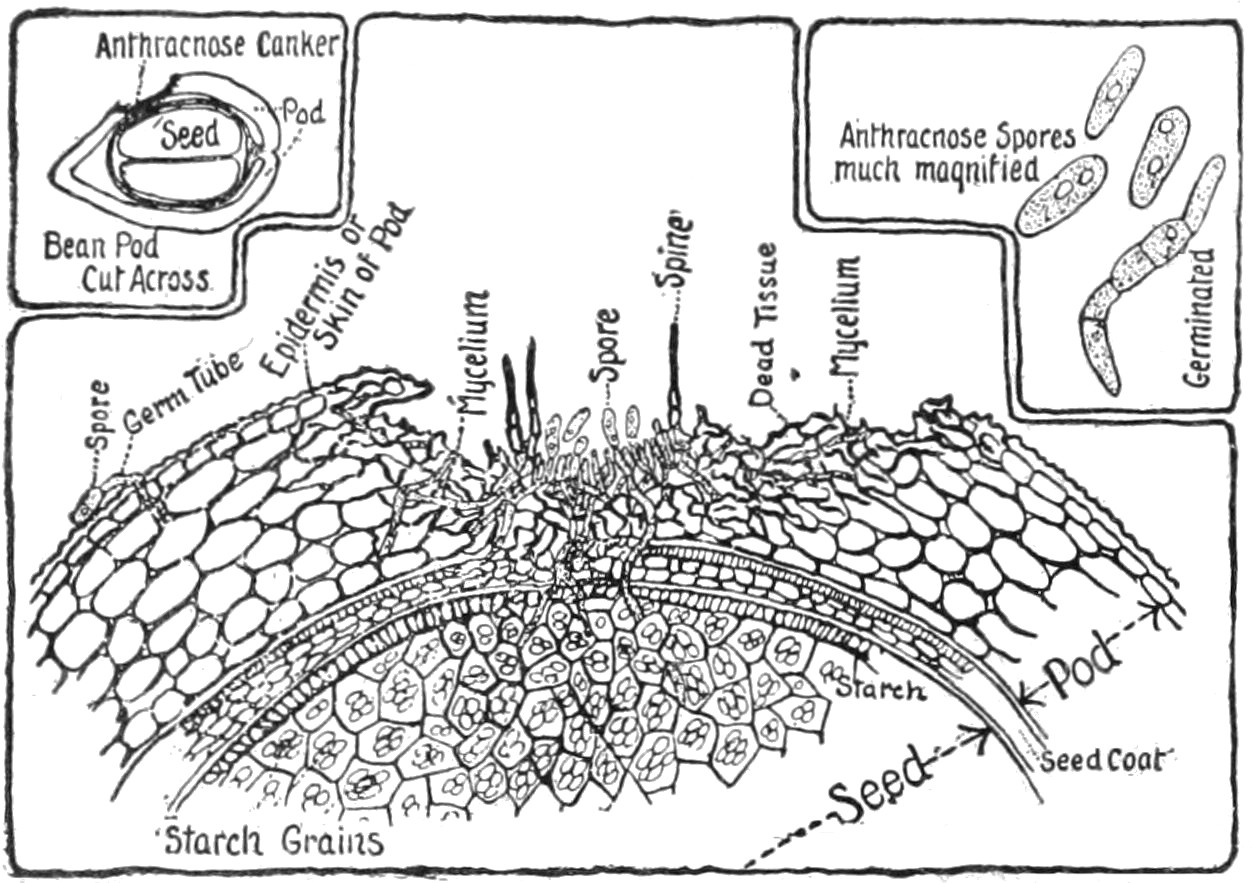 Anthracnose Canker
Pod
Seed
Bean Pod
Cut Across
Anthracnose Spores
much magnified
Germinated
Spore
Germ Tube
Epidermis or
Skin of Pod
Mycelium
Spore
Spine
Dead Tissue
Mycelium
Starch
Pod
Seed Coat
Seed
Starch Grains